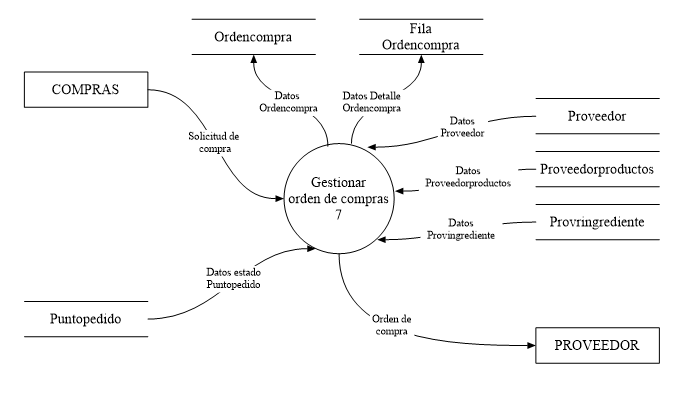 Ordencompra
Fila
Ordencompra
COMPRAS
Datos
Ordencompra
Datos Detalle
Ordencompra
Proveedor
Datos
Proveedor
Solicitud de
compra
Gestionar
orden de compras
7
Datos
Proveedorproductos
Proveedorproductos
Datos
Provingrediente
Provringrediente
Datos estado
Puntopedido
Puntopedido
Orden de
compra
PROVEEDOR